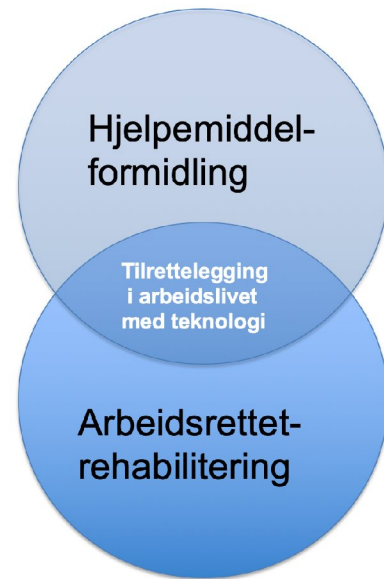 Hjelpemiddel-
formidling
Tilrettelegging
i arbeidslivet
med teknologi
Arbeidsrettet-
rehabilitering